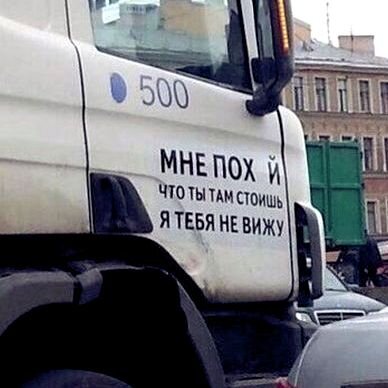 500
МНЕ ПОХ Й
ЧТО ТЫ ТАМ СТОИШЬ
Я ТЕБЯ НЕ ВИЖУ